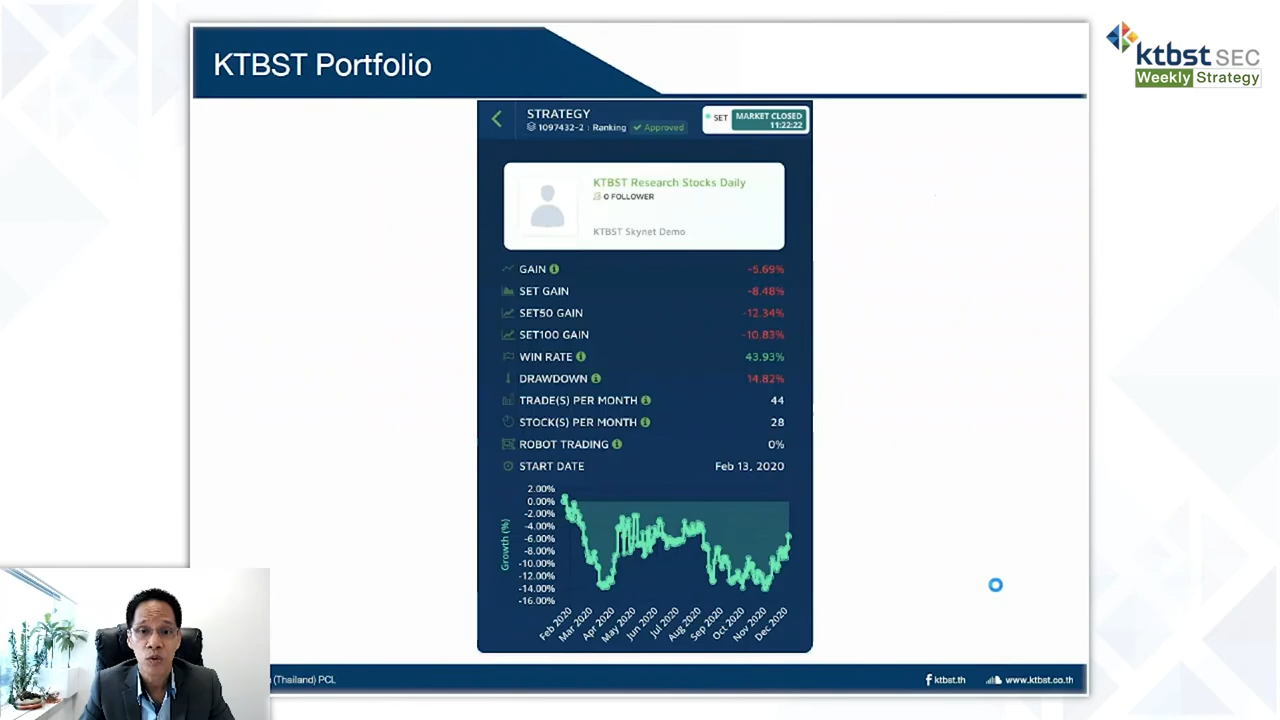 KTBST Portfolio
ktbst SEC
Weekly Strategy
STRATEGY
1097432-2 : Ranking ✓ Approved
SET
MARKET CLOSED
11:22:22
KTBST Research Stocks Daily
0 FOLLOWER
KTBST Skynet Demo
GAIN -5.69%
SET GAIN -8.48%
SET50 GAIN -12.34%
SET100 GAIN -10.83%
WIN RATE 43.93%
DRAWDOWN 14.82%
TRADE(S) PER MONTH 44
STOCK(S) PER MONTH 28
ROBOT TRADING 0%
START DATE Feb 13, 2020
Growth (%)
2.00%
0.00%
-2.00%
-4.00%
-6.00%
-8.00%
-10.00%
-12.00%
-14.00%
-16.00%
Feb 2020
Mar 2020
Apr 2020
May 2020
Jun 2020
Jul 2020
Aug 2020
Sep 2020
Oct 2020
Nov 2020
Dec 2020
(Thailand) PCL
ktbst.th
www.ktbst.co.th